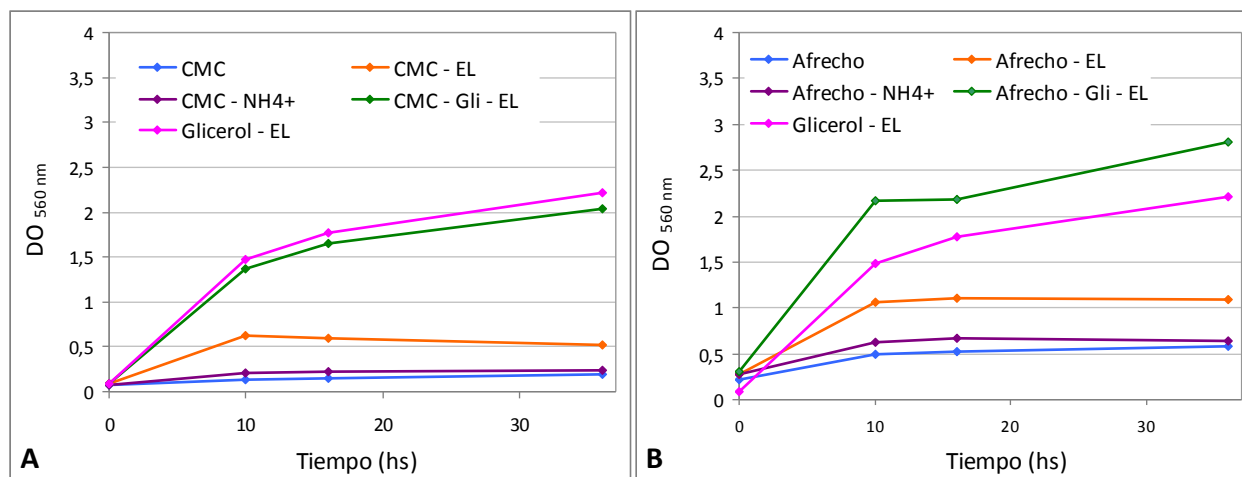 4
3,5
3
2,5
2
1,5
1
0,5
0
DO 560 nm
CMC
CMC - EL
CMC - NH4+
CMC - Gli - EL
Glicerol - EL
0
10
20
30
Tiempo (hs)
A
4
3,5
3
2,5
2
1,5
1
0,5
0
DO 560 nm
Afrecho
Afrecho - EL
Afrecho - NH4+
Afrecho - Gli - EL
Glicerol - EL
0
10
20
30
Tiempo (hs)
B